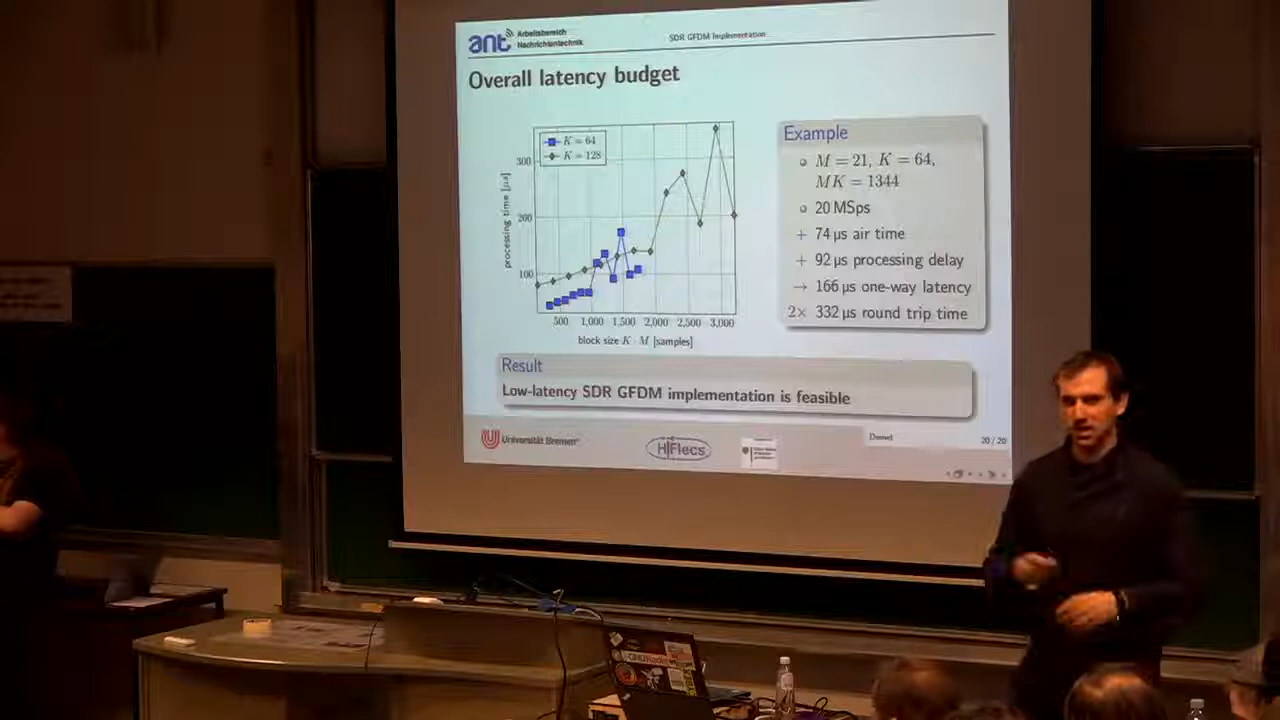 ant
Arbeitsbereich
Nachrichtentechnik
SDR GFDM Implementation
Overall latency budget
K = 64
K = 128
300
200
100
processing time [µs]
500 1,000 1,500 2,000 2,500 3,000
block size K · M [samples]
Example
M = 21, K = 64,
MK = 1344
20 MSps
+ 74 µs air time
+ 92 µs processing delay
→ 166 µs one-way latency
2× 332 µs round trip time
Result
Low-latency SDR GFDM implementation is feasible
Universität Bremen
HiFlecs
Demel
20 / 20
GNURadio